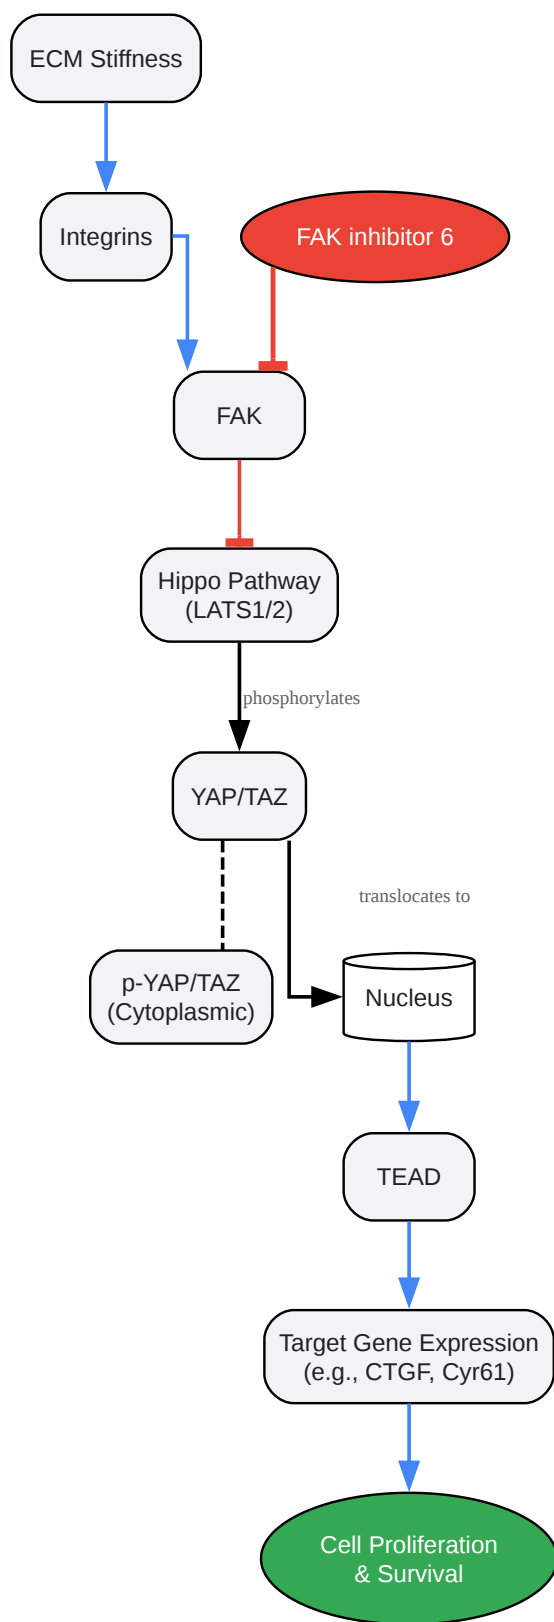 ECM Stiffness
Integrins
FAK inhibitor 6
FAK
Hippo Pathway
(LATS1/2)
phosphorylates
YAP/TAZ
translocates to
p-YAP/TAZ
(Cytoplasmic)
Nucleus
TEAD
Target Gene Expression
(e.g., CTGF, Cyr61)
Cell Proliferation
& Survival